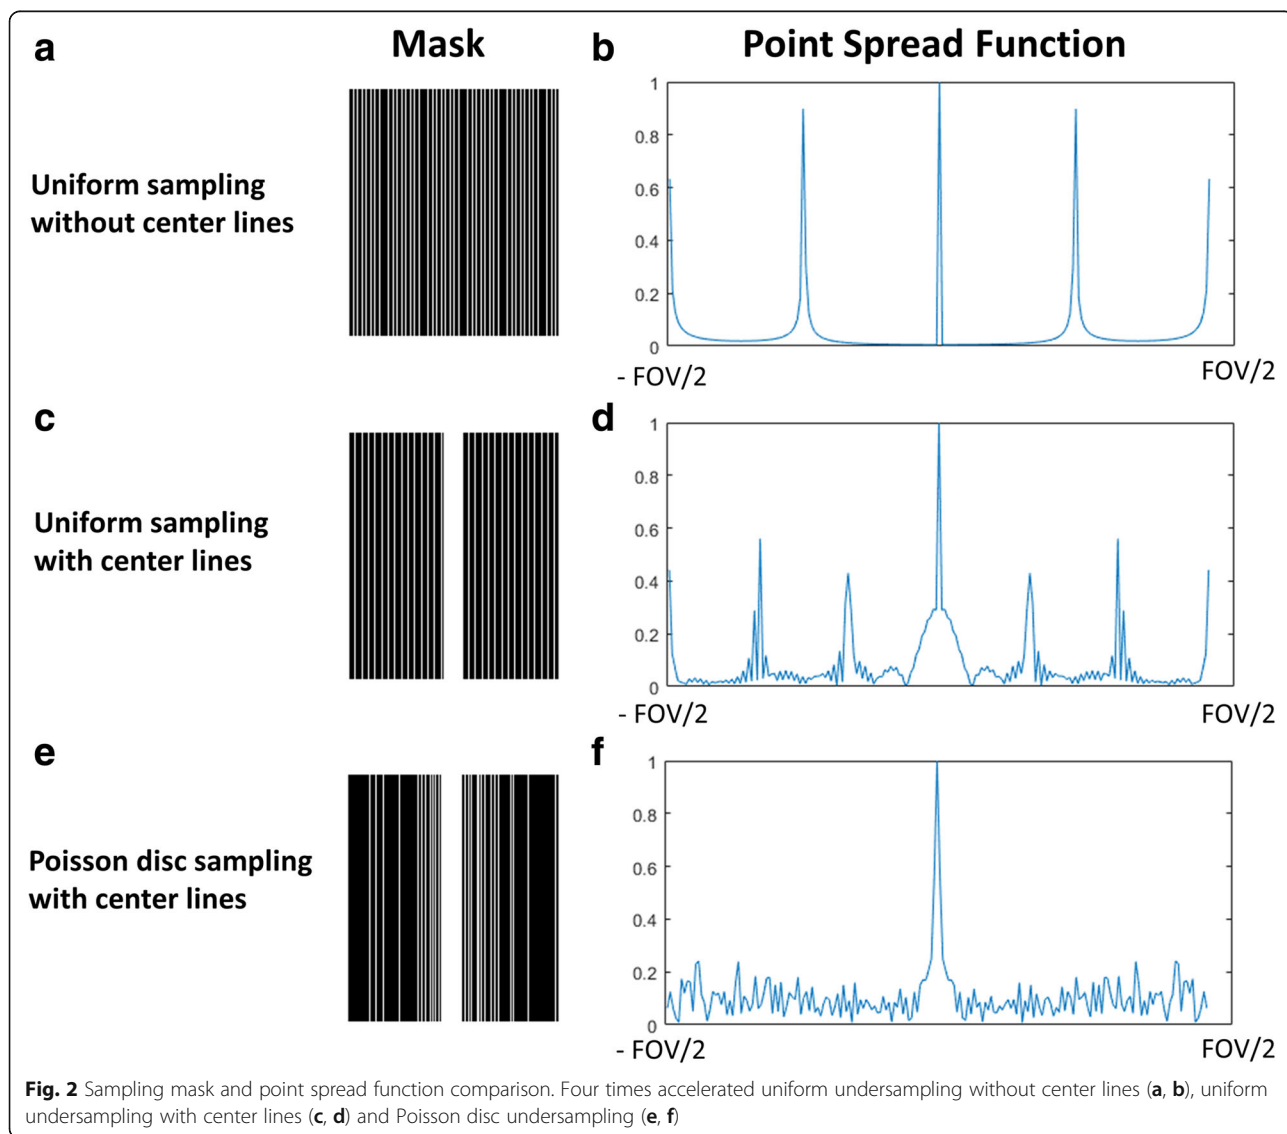 a
Mask
b
Point Spread Function
Uniform sampling
without center lines
1
0.8
0.6
0.4
0.2
0
- FOV/2
FOV/2
c
d
Uniform sampling
with center lines
1
0.8
0.6
0.4
0.2
0
- FOV/2
FOV/2
e
f
Poisson disc sampling
with center lines
1
0.8
0.6
0.4
0.2
0
- FOV/2
FOV/2
Fig. 2 Sampling mask and point spread function comparison. Four times accelerated uniform undersampling without center lines (a, b), uniform
undersampling with center lines (c, d) and Poisson disc undersampling (e, f)